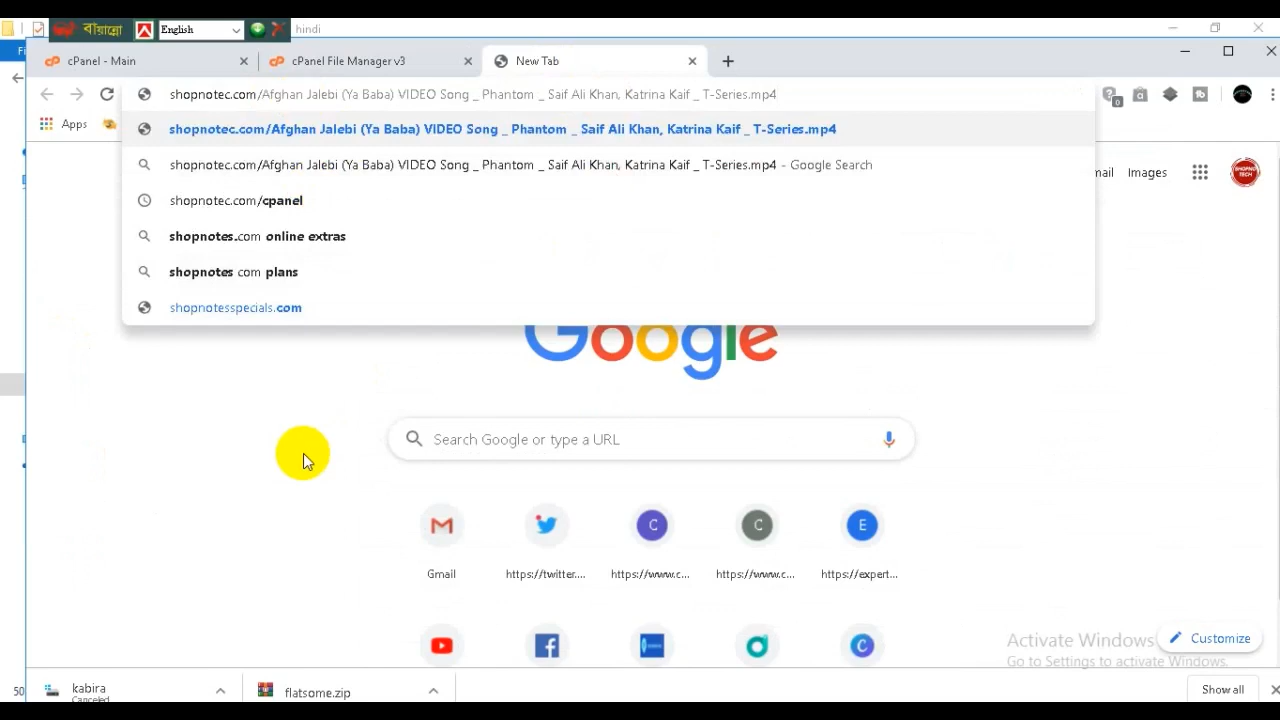 বায়ান্নো English hindi
Fi
cPanel - Main cPanel File Manager v3 New Tab
shopnotec.com/Afghan Jalebi (Ya Baba) VIDEO Song _ Phantom _ Saif Ali Khan, Katrina Kaif _ T-Series.mp4
shopnotec.com/Afghan Jalebi (Ya Baba) VIDEO Song _ Phantom _ Saif Ali Khan, Katrina Kaif _ T-Series.mp4
Apps
shopnotec.com/Afghan Jalebi (Ya Baba) VIDEO Song _ Phantom _ Saif Ali Khan, Katrina Kaif _ T-Series.mp4 - Google Search
mail Images SHOPNO TECH
shopnotec.com/cpanel
shopnotes.com online extras
shopnotes com plans
shopnotesspecials.com
Google
Search Google or type a URL
C C E
Gmail https://twitter.... https://www.c... https://www.c... https://expert...
Activate Windows
Customize
Go to Settings to activate Windows.
50 kabira flatsome.zip Show all
Canceled